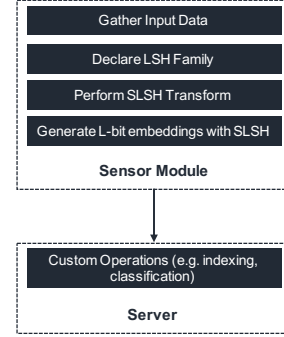 Gather Input Data
Declare LSH Family
Perform SLSH Transform
Generate L-bit embeddings with SLSH
Sensor Module
Custom Operations (e.g. indexing,
classification)
Server